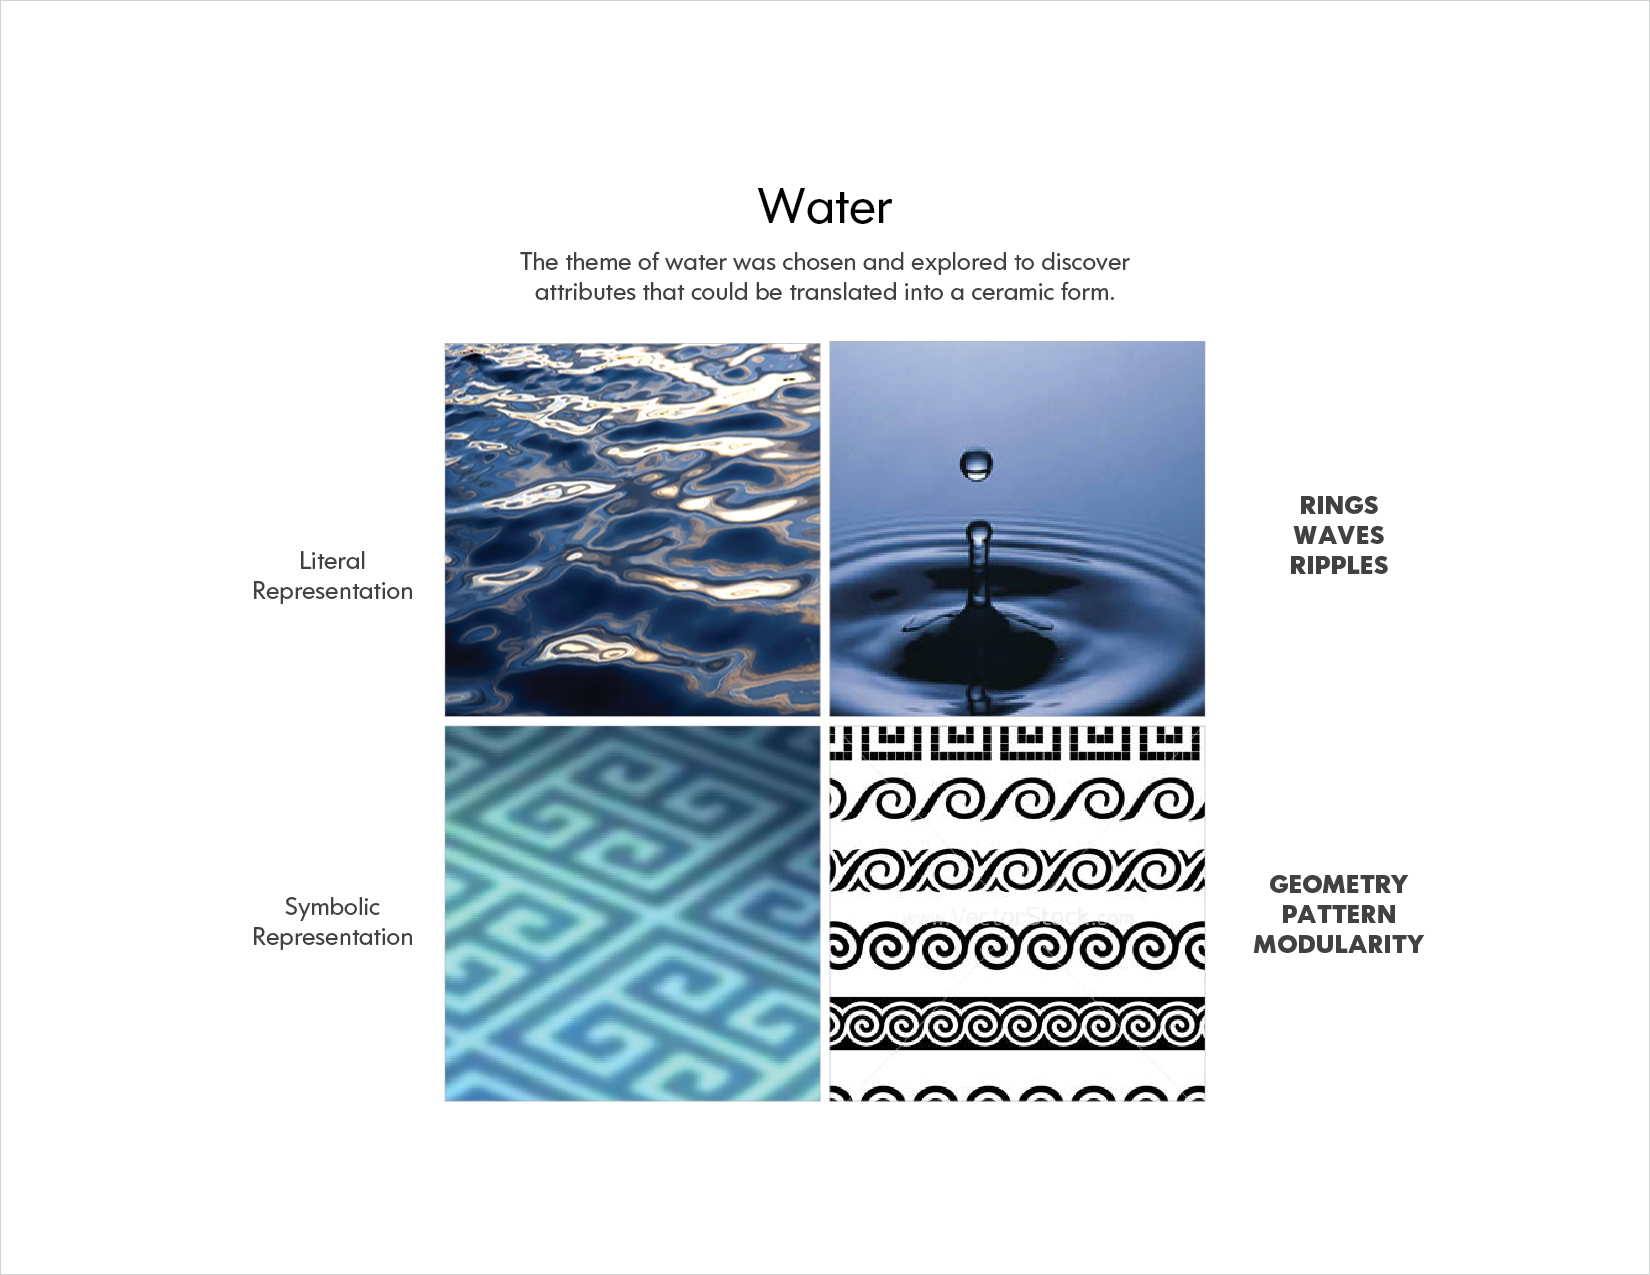 Water
The theme of water was chosen and explored to discover
attributes that could be translated into a ceramic form.
Literal
Representation
RINGS
WAVES
RIPPLES
Symbolic
Representation
www.VectorStock.com
GEOMETRY
PATTERN
MODULARITY